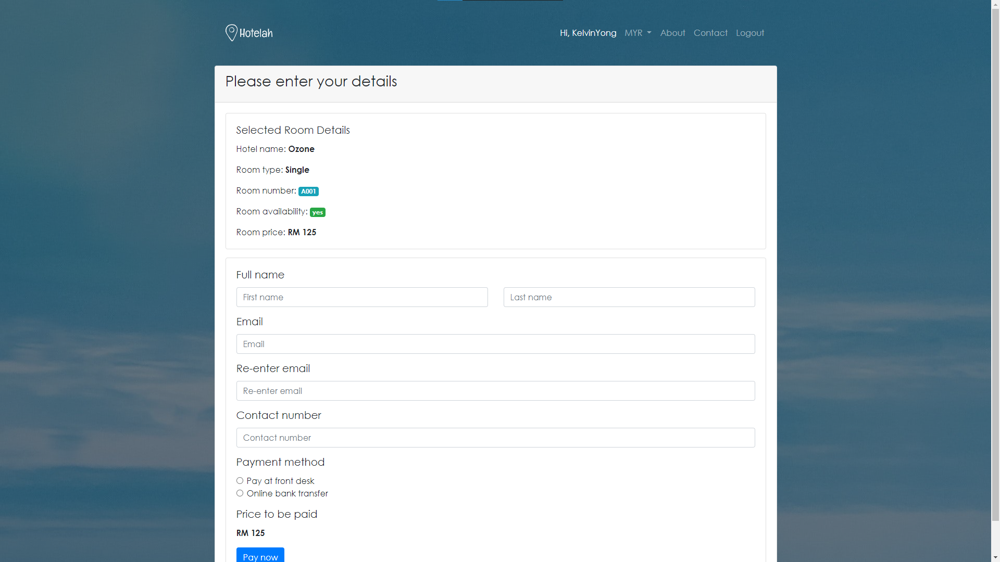 Hotelah
Hi, KelvinYong MYR About Contact Logout
Please enter your details
Selected Room Details
Hotel name: Ozone
Room type: Single
Room number: A001
Room availability: yes
Room price: RM 125
Full name
First name Last name
Email
Email
Re-enter email
Re-enter email
Contact number
Contact number
Payment method
Pay at front desk
Online bank transfer
Price to be paid
RM 125
Pay now